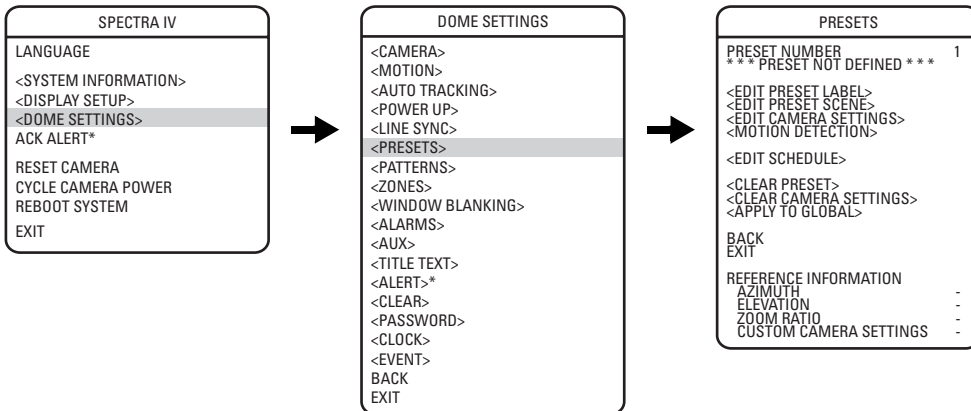 SPECTRA IV
LANGUAGE
<SYSTEM INFORMATION>
<DISPLAY SETUP>
<DOME SETTINGS>
ACK ALERT*
RESET CAMERA
CYCLE CAMERA POWER
REBOOT SYSTEM
EXIT
DOME SETTINGS
<CAMERA>
<MOTION>
<AUTO TRACKING>
<POWER UP>
<LINE SYNC>
<PRESETS>
<PATTERNS>
<ZONES>
<WINDOW BLANKING>
<ALARMS>
<AUX>
<TITLE TEXT>
<ALERT>*
<CLEAR>
<PASSWORD>
<CLOCK>
<EVENT>
BACK
EXIT
PRESETS
PRESET NUMBER 1
* * * PRESET NOT DEFINED * * *
<EDIT PRESET LABEL>
<EDIT PRESET SCENE>
<EDIT CAMERA SETTINGS>
<MOTION DETECTION>
<EDIT SCHEDULE>
<CLEAR PRESET>
<CLEAR CAMERA SETTINGS>
<APPLY TO GLOBAL>
BACK
EXIT
REFERENCE INFORMATION
AZIMUTH -
ELEVATION -
ZOOM RATIO -
CUSTOM CAMERA SETTINGS -